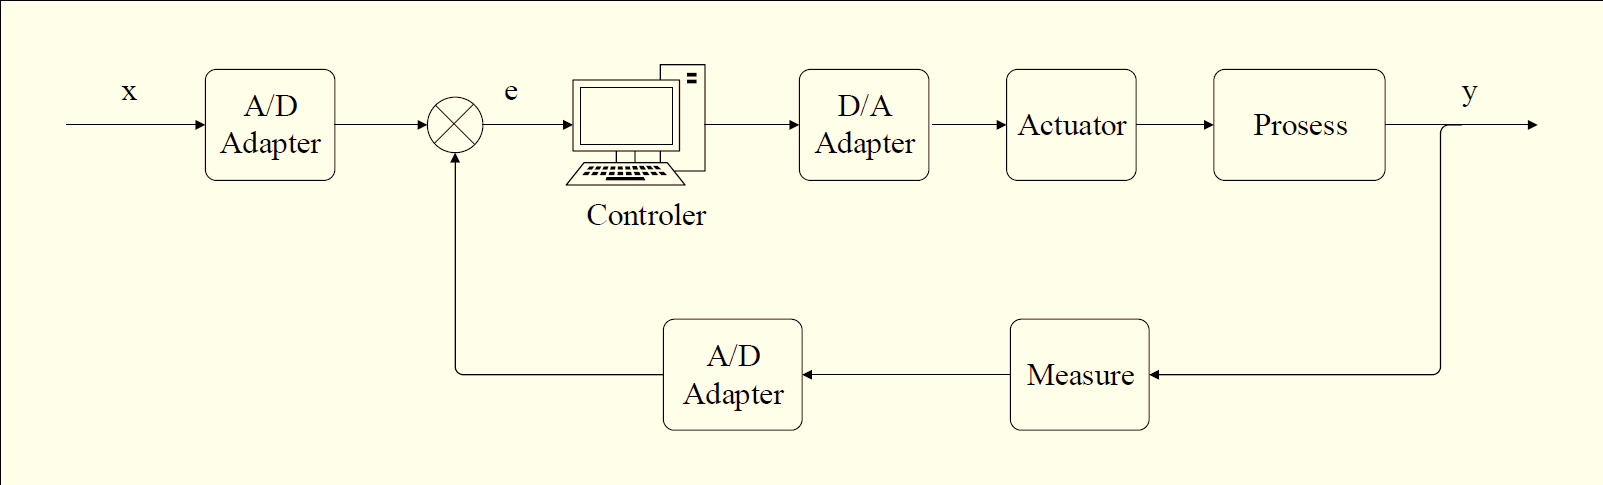 x
A/D
Adapter
e
Controler
D/A
Adapter
Actuator
Prosess
y
A/D
Adapter
Measure